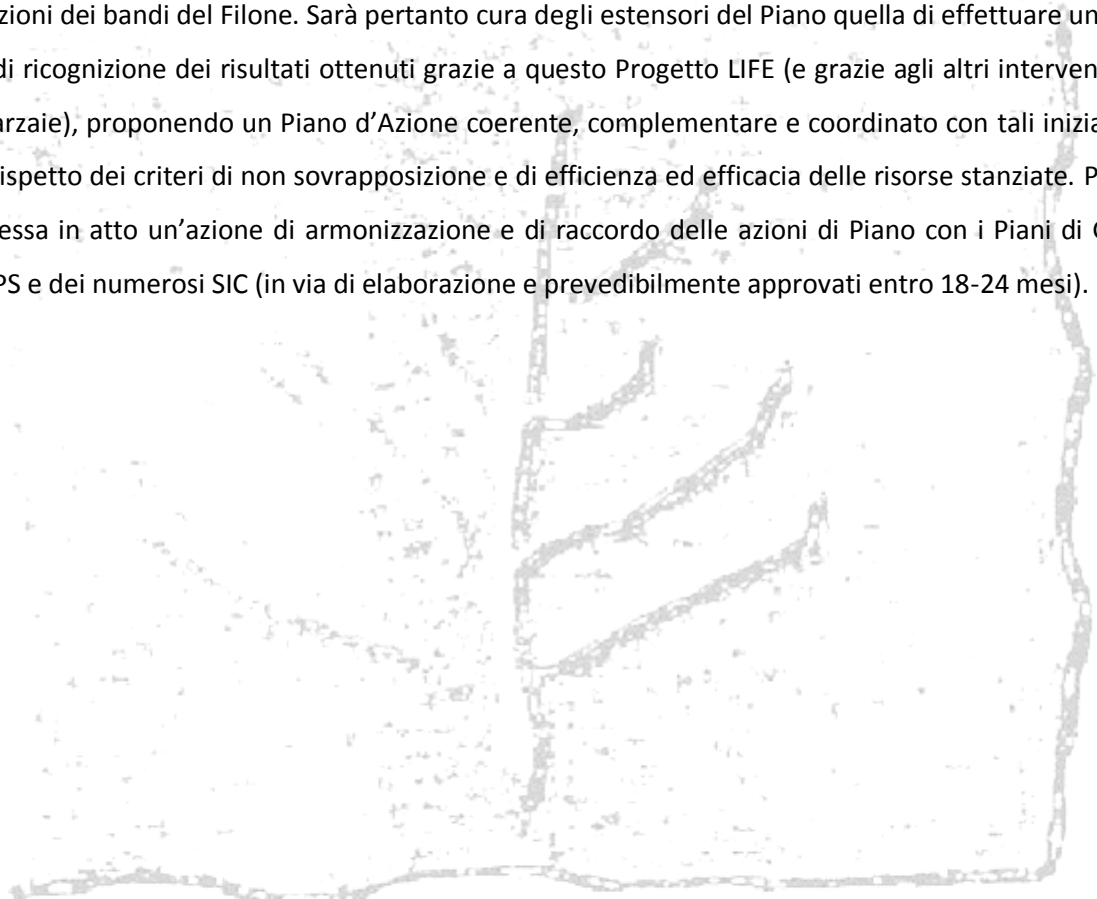 zioni dei bandi del Filone. Sarà pertanto cura degli estensori del Piano quella di effettuare un
di ricognizione dei risultati ottenuti grazie a questo Progetto LIFE (e grazie agli altri interven
arzaie), proponendo un Piano d’Azione coerente, complementare e coordinato con tali inizia
ispetto dei criteri di non sovrapposizione e di efficienza ed efficacia delle risorse stanziate. P
essa in atto un’azione di armonizzazione e di raccordo delle azioni di Piano con i Piani di
PS e dei numerosi SIC (in via di elaborazione e prevedibilmente approvati entro 18-24 mesi).